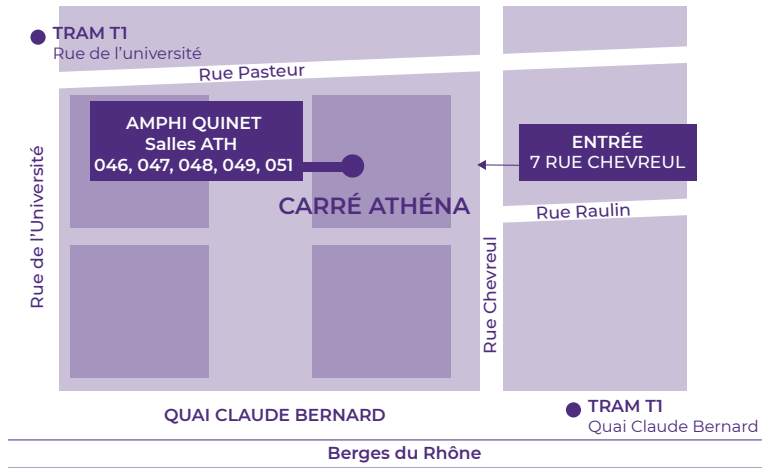 TRAM T1
Rue de l’université
Rue Pasteur
AMPHI QUINET
Salles ATH
046, 047, 048, 049, 051
ENTRÉE
7 RUE CHEVREUL
CARRÉ ATHÉNA
Rue Raulin
Rue de l’Université
Rue Chevreul
QUAI CLAUDE BERNARD
TRAM T1
Quai Claude Bernard
Berges du Rhône